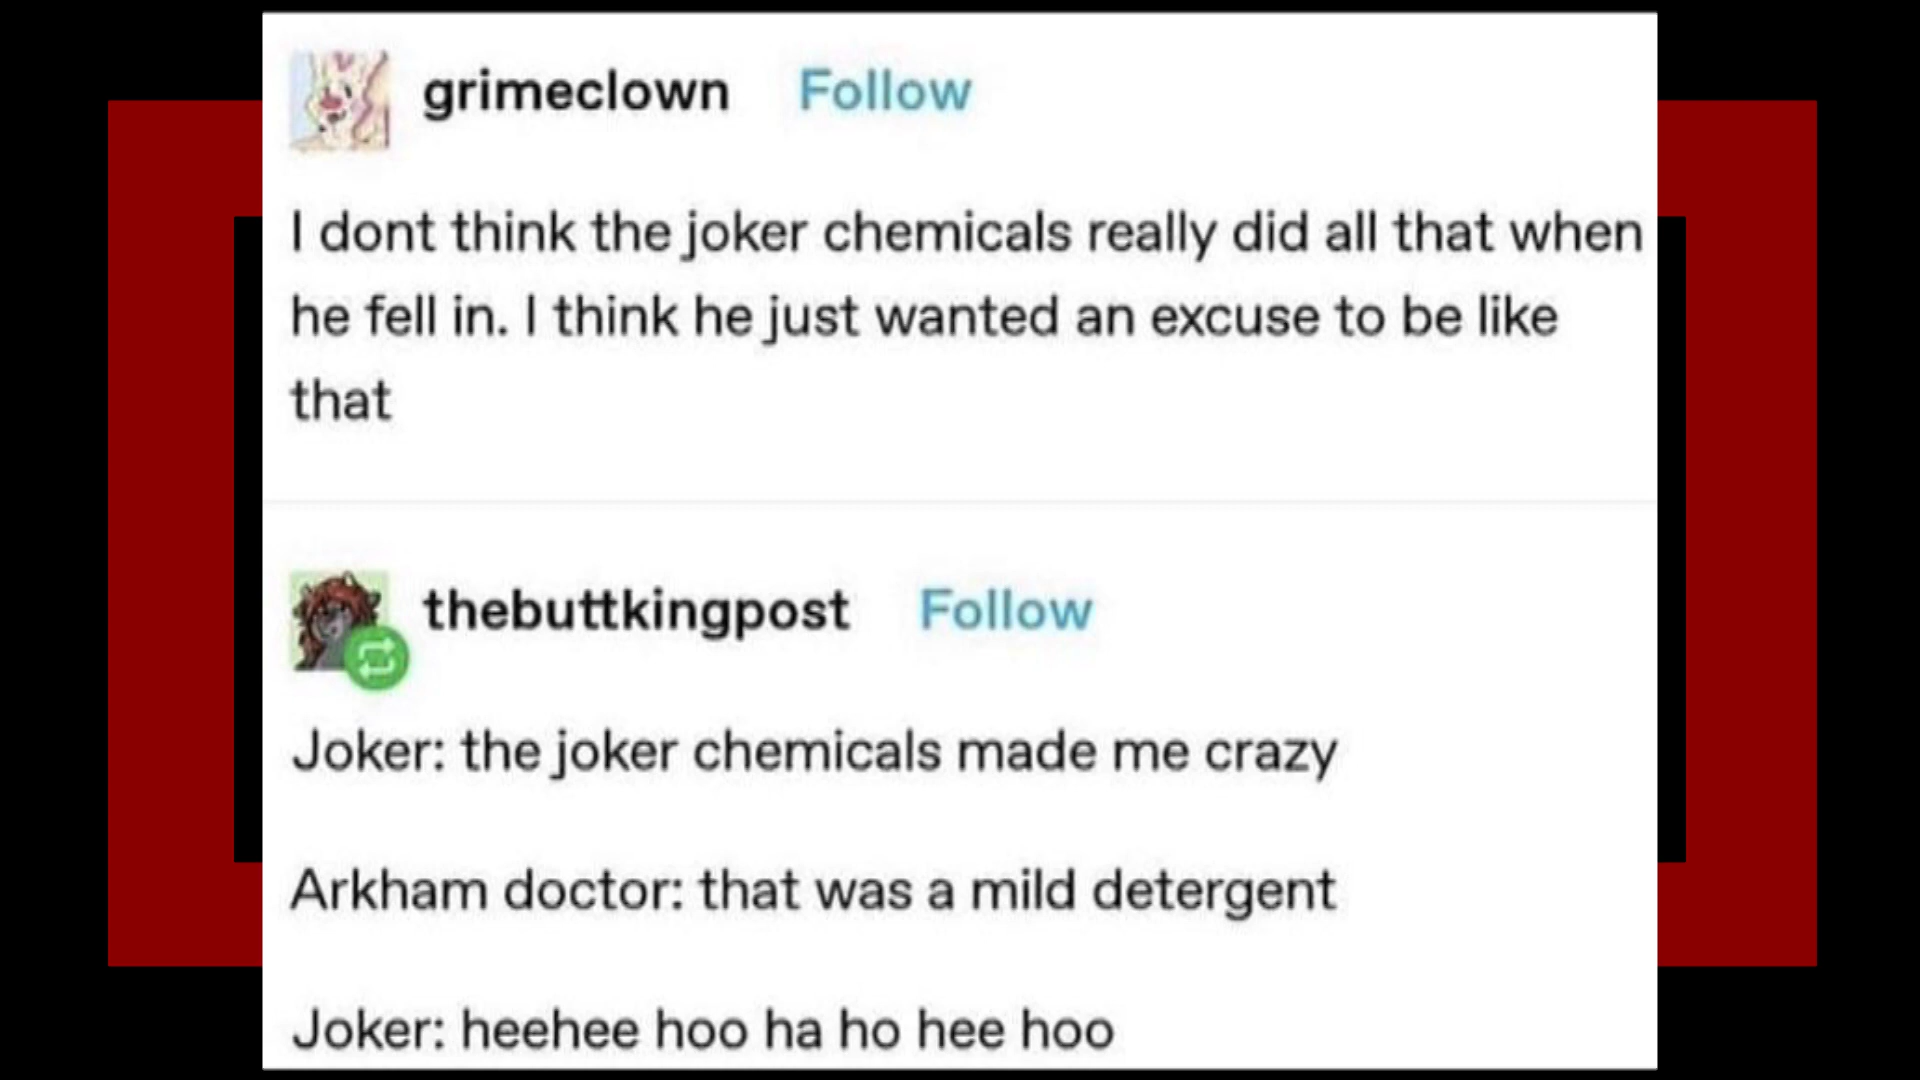 grimeclown Follow
I dont think the joker chemicals really did all that when
he fell in. I think he just wanted an excuse to be like
that
thebuttkingpost Follow
Joker: the joker chemicals made me crazy
Arkham doctor: that was a mild detergent
Joker: heehee hoo ha ho hee hoo